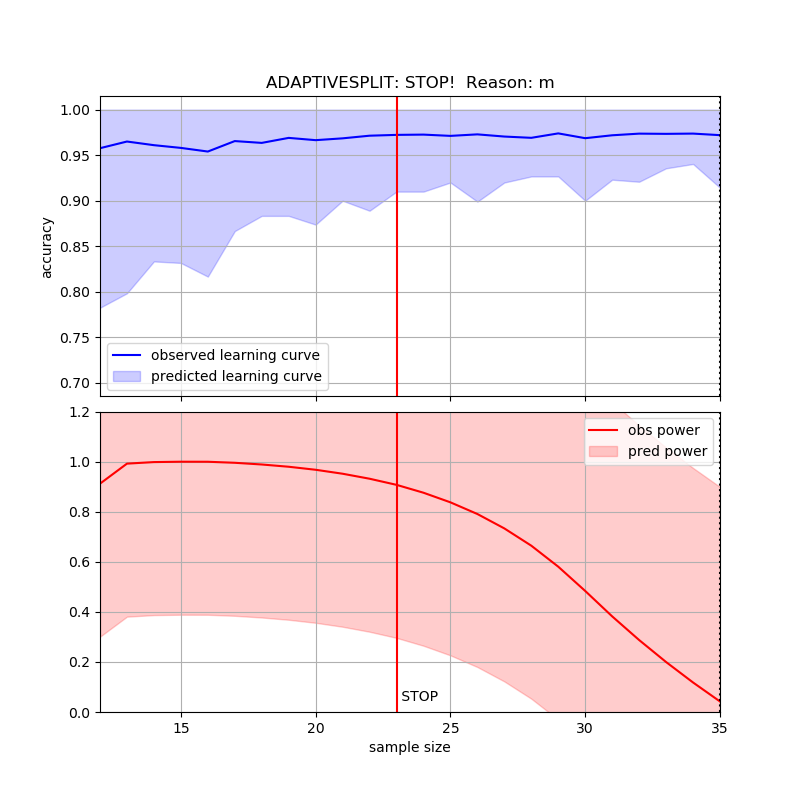 ADAPTIVESPLIT: STOP!  Reason: m
1.00
0.95
0.90
0.85
0.80
0.75
0.70
accuracy
observed learning curve
predicted learning curve
1.2
1.0
0.8
0.6
0.4
0.2
0.0
obs power
pred power
STOP
15 20 25 30 35
sample size